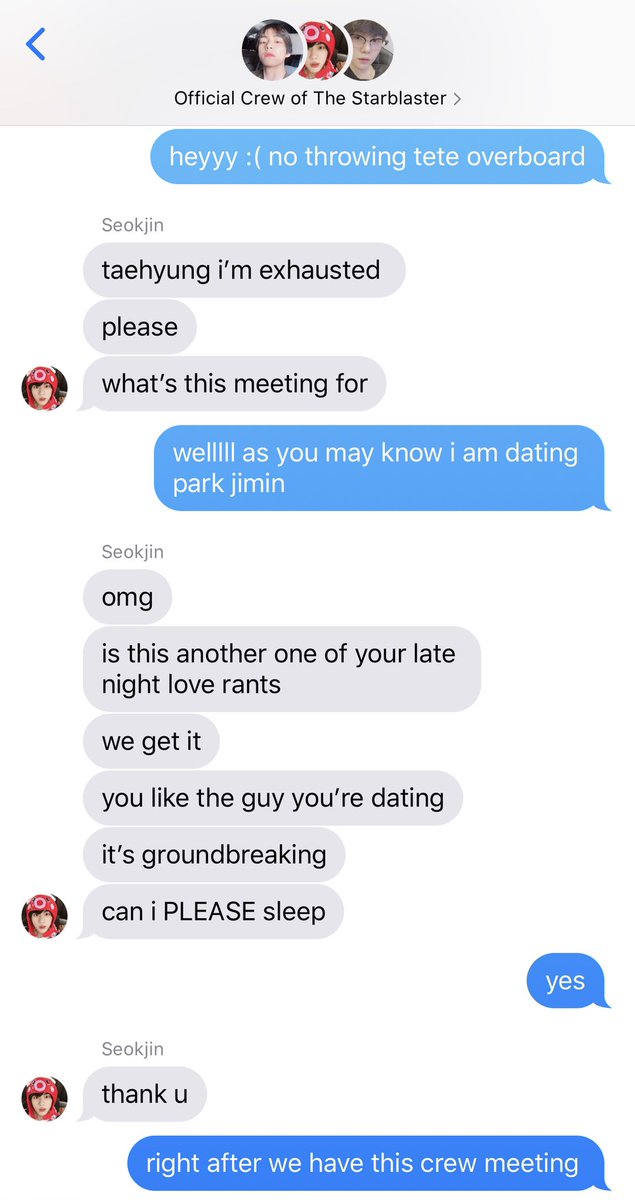 Official Crew of The Starblaster
heyyy :( no throwing tete overboard
Seokjin
taehyung i’m exhausted
please
what’s this meeting for
welllll as you may know i am dating
park jimin
Seokjin
omg
is this another one of your late
night love rants
we get it
you like the guy you’re dating
it’s groundbreaking
can i PLEASE sleep
yes
Seokjin
thank u
right after we have this crew meeting